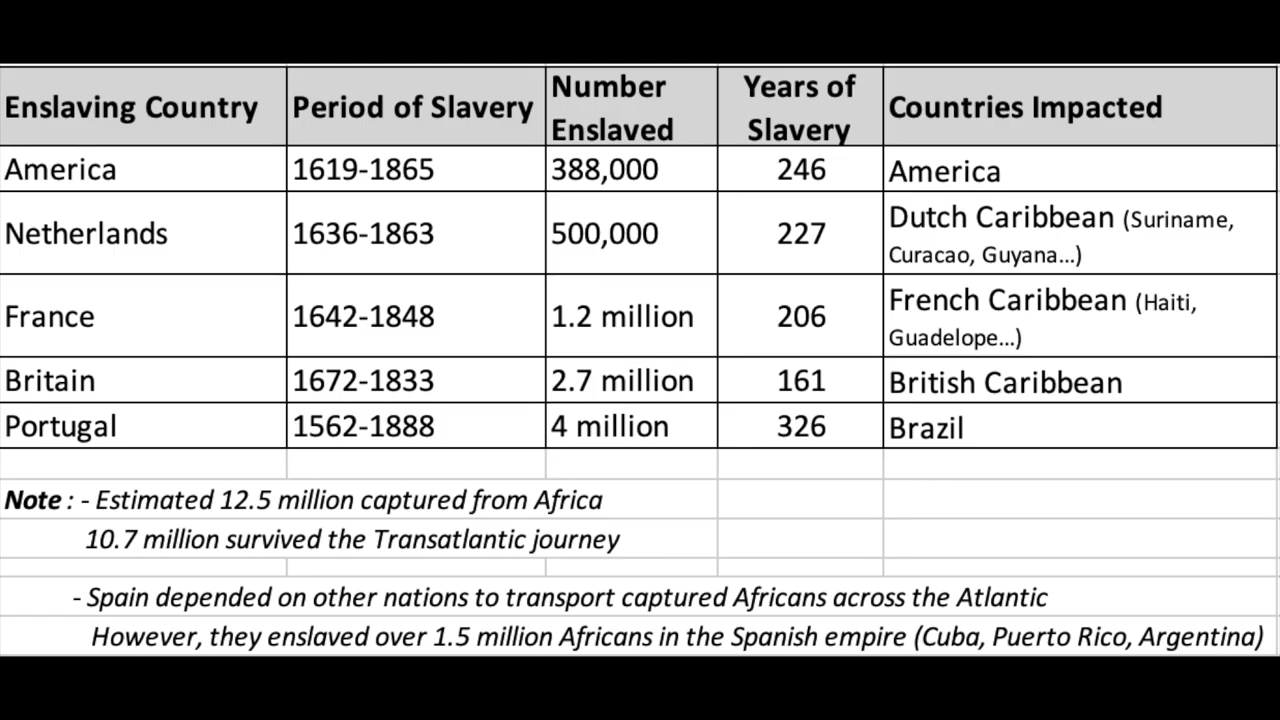 Enslaving Country Period of Slavery Number Enslaved Years of Slavery Countries Impacted
America 1619-1865 388,000 246 America
Netherlands 1636-1863 500,000 227 Dutch Caribbean (Suriname,
Curacao, Guyana...)
France 1642-1848 1.2 million 206 French Caribbean (Haiti,
Guadelope...)
Britain 1672-1833 2.7 million 161 British Caribbean
Portugal 1562-1888 4 million 326 Brazil
Note : - Estimated 12.5 million captured from Africa
10.7 million survived the Transatlantic journey
- Spain depended on other nations to transport captured Africans across the Atlantic
However, they enslaved over 1.5 million Africans in the Spanish empire (Cuba, Puerto Rico, Argentina)